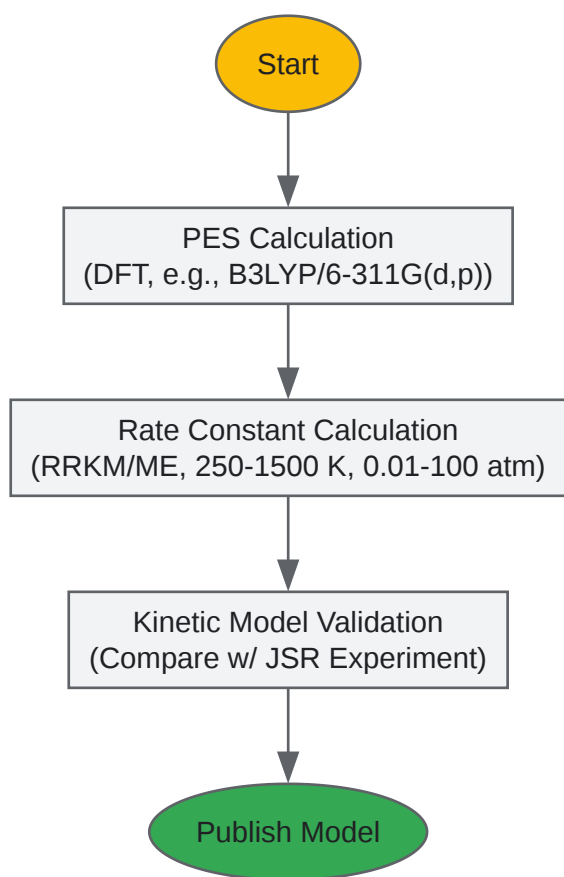 Start
PES Calculation
(DFT, e.g., B3LYP/6-311G(d,p))
Rate Constant Calculation
(RRKM/ME, 250-1500 K, 0.01-100 atm)
Kinetic Model Validation
(Compare w/ JSR Experiment)
Publish Model